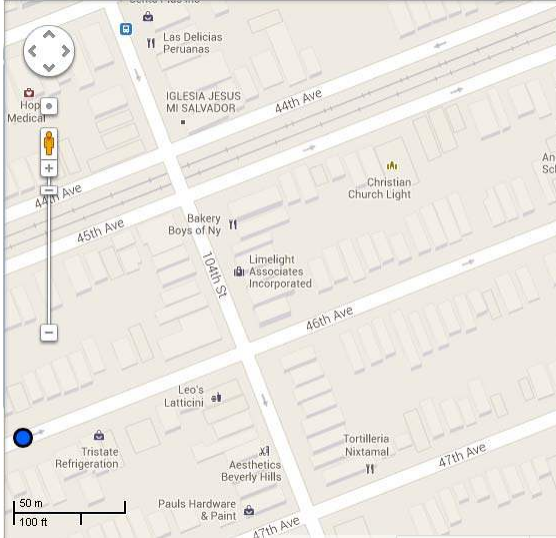 Las Delicias
Peruanas
IGLESIA JESUS
MI SALVADOR
44th Ave
Medical
44th Ave
45th Ave
Christian
Church Light
Bakery
Boys of Ny
104th St
Limelight
Associates
Incorporated
46th Ave
Leo's
Latticini
Tristate
Refrigeration
Tortilleria
Nixtamal
47th Ave
Aesthetics
Beverly Hills
Pauls Hardware
& Paint
47th Ave
50 m
100 ft